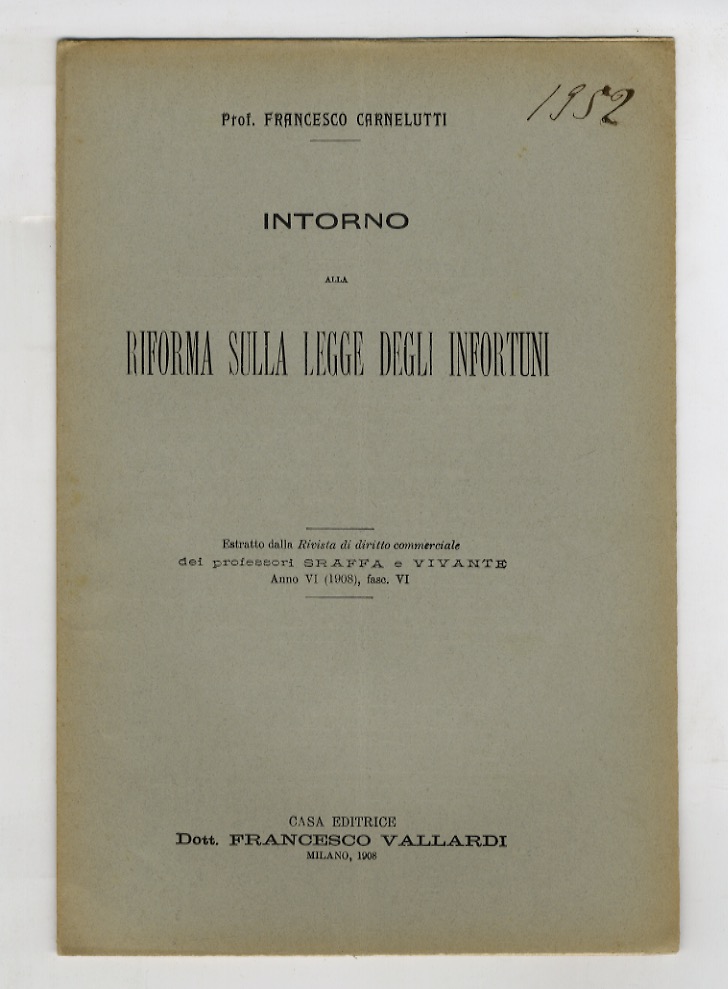 1952
Prof. FRANCESCO CARNELUTTI
INTORNO
ALLA
RIFORMA SULLA LEGGE DEGLI INFORTUNI
Estratto dalla Rivista di diritto commerciale
dei professori SRAFFA e VIVANTE
Anno VI (1908), fasc. VI
CASA EDITRICE
Dott. FRANCESCO VALLARDI
MILANO, 1908